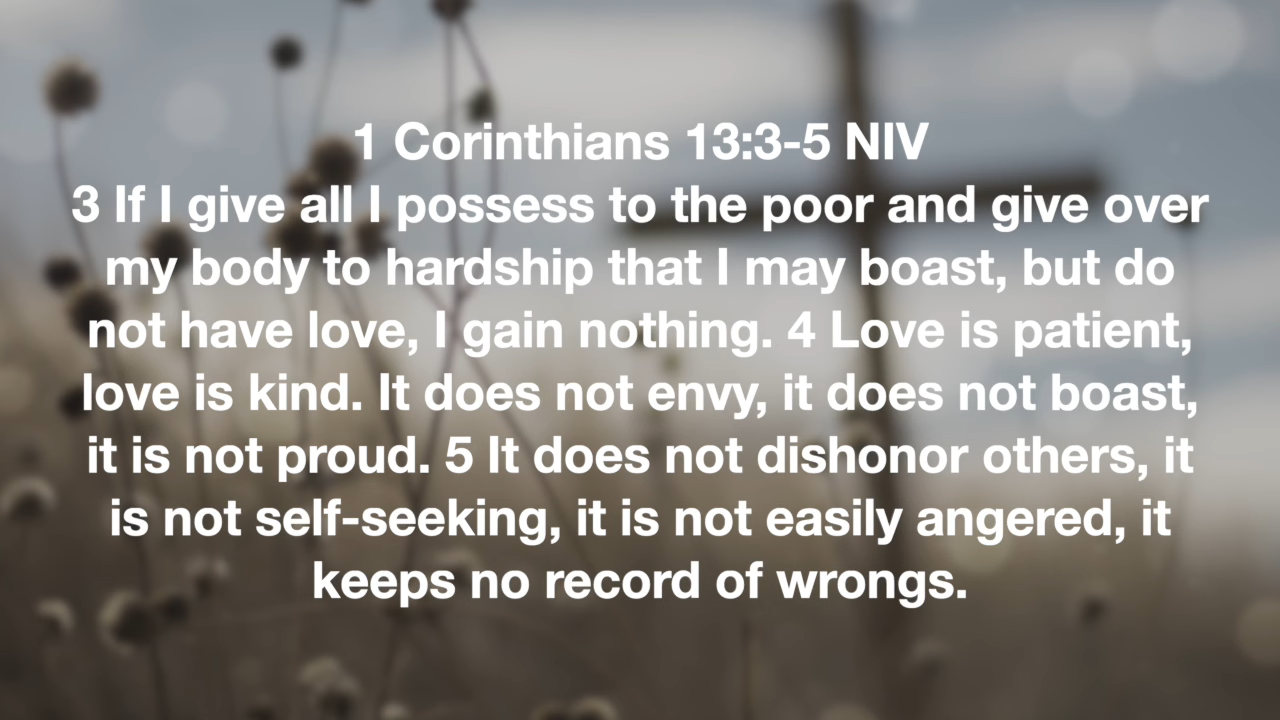 1 Corinthians 13:3-5 NIV
3 If I give all I possess to the poor and give over
my body to hardship that I may boast, but do
not have love, I gain nothing. 4 Love is patient,
love is kind. It does not envy, it does not boast,
it is not proud. 5 It does not dishonor others, it
is not self-seeking, it is not easily angered, it
keeps no record of wrongs.